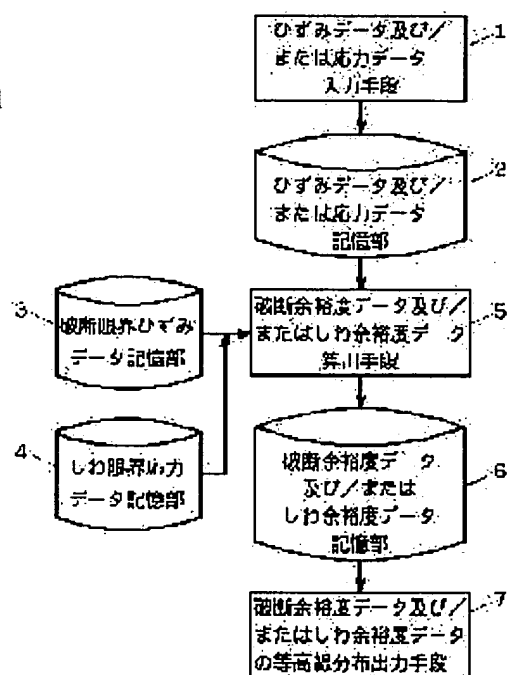 ひずみデータ及び/
または応力データ
入力手段
1
ひずみデータ及び/
または応力データ
記憶部
2
破断限界ひずみ
データ記憶部
3
しわ限界応力
データ記憶部
4
破断余裕度データ及び/
またはしわ余裕度データ
算出手段
5
破断余裕度データ
及び/または
しわ余裕度データ
記憶部
6
破断余裕度データ及び/
またはしわ余裕度データ
の等高線分布出力手段
7